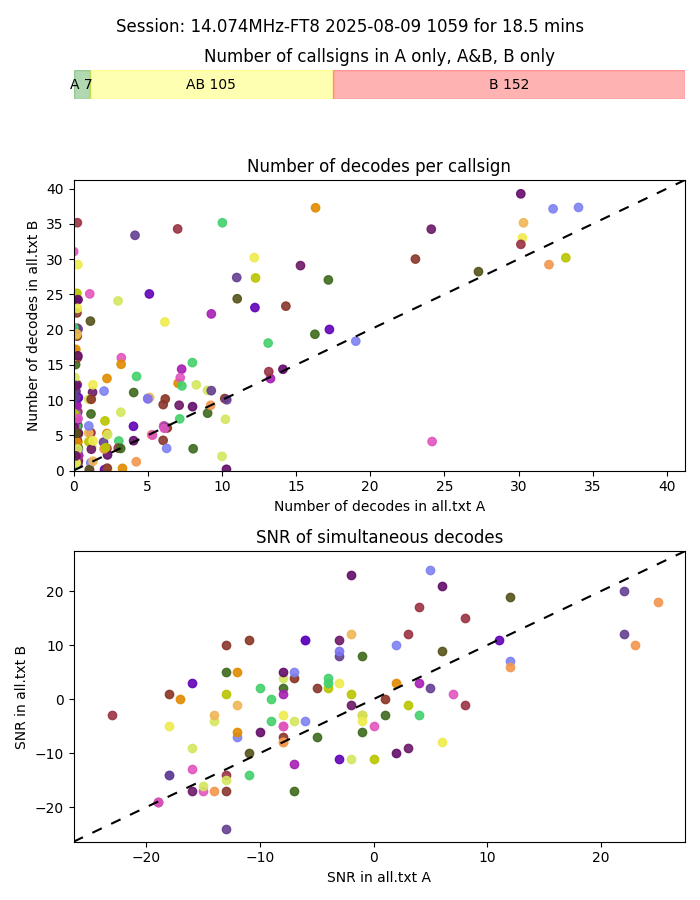 Session: 14.074MHz-FT8 2025-08-09 1059 for 18.5 mins
Number of callsigns in A only, A&B, B only
A 7 AB 105 B 152
Number of decodes per callsign
Number of decodes in all.txt B
40
35
30
25
20
15
10
5
0
0 5 10 15 20 25 30 35 40
Number of decodes in all.txt A
SNR of simultaneous decodes
SNR in all.txt B
20
10
0
−10
−20
−20 −10 0 10 20
SNR in all.txt A